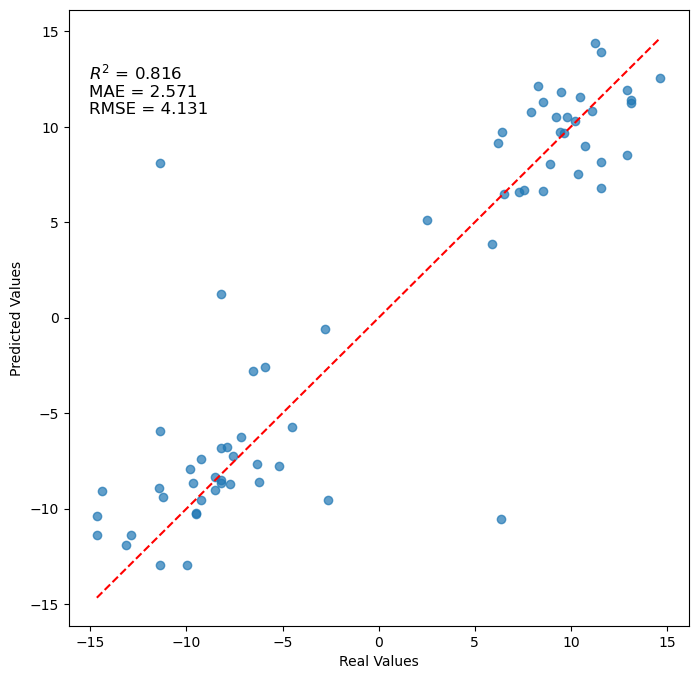 R² = 0.816
MAE = 2.571
RMSE = 4.131
15
10
5
0
−5
−10
−15
Predicted Values
−15 −10 −5 0 5 10 15
Real Values